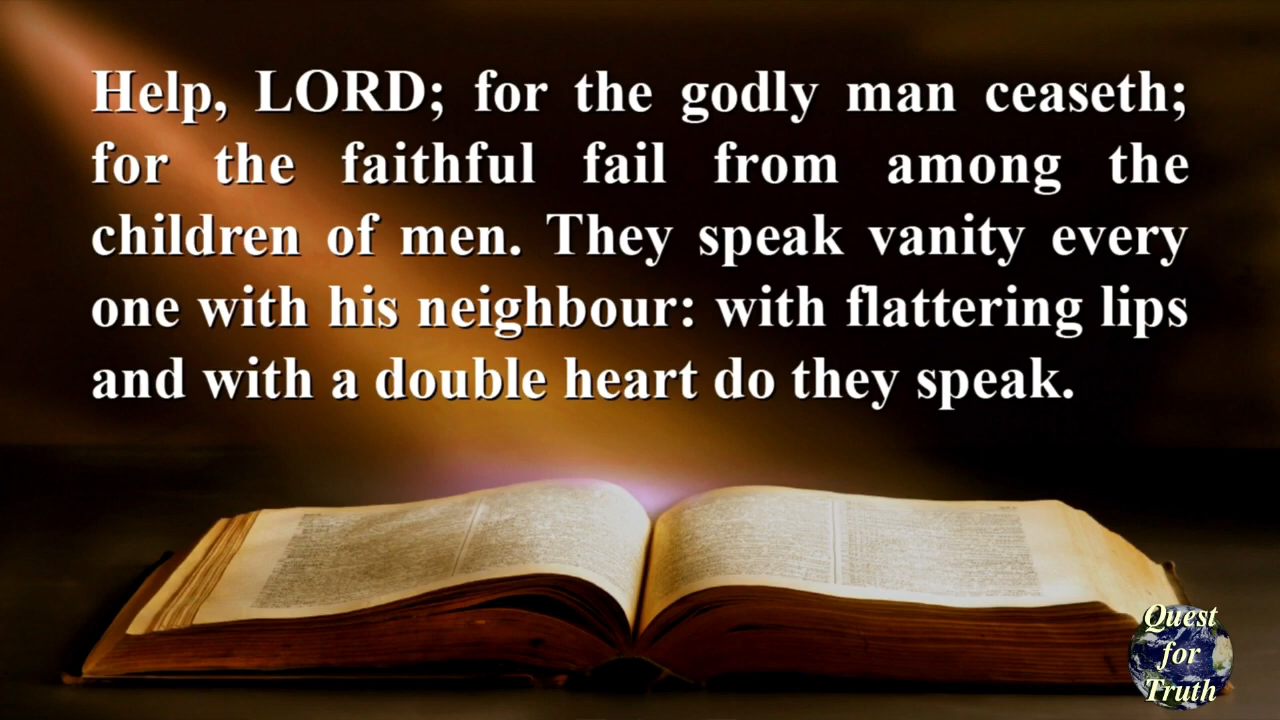 Help, LORD; for the godly man ceaseth;
for the faithful fail from among the
children of men. They speak vanity every
one with his neighbour: with flattering lips
and with a double heart do they speak.
Quest
for
Truth